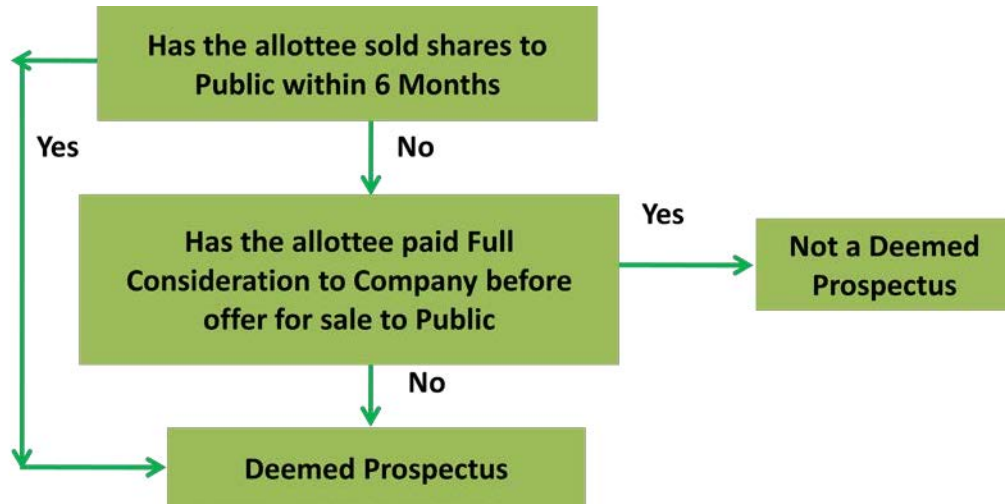 Has the allottee sold shares to
Public within 6 Months
Yes
No
Has the allottee paid Full
Consideration to Company before
offer for sale to Public
Yes
Not a Deemed
Prospectus
No
Deemed Prospectus